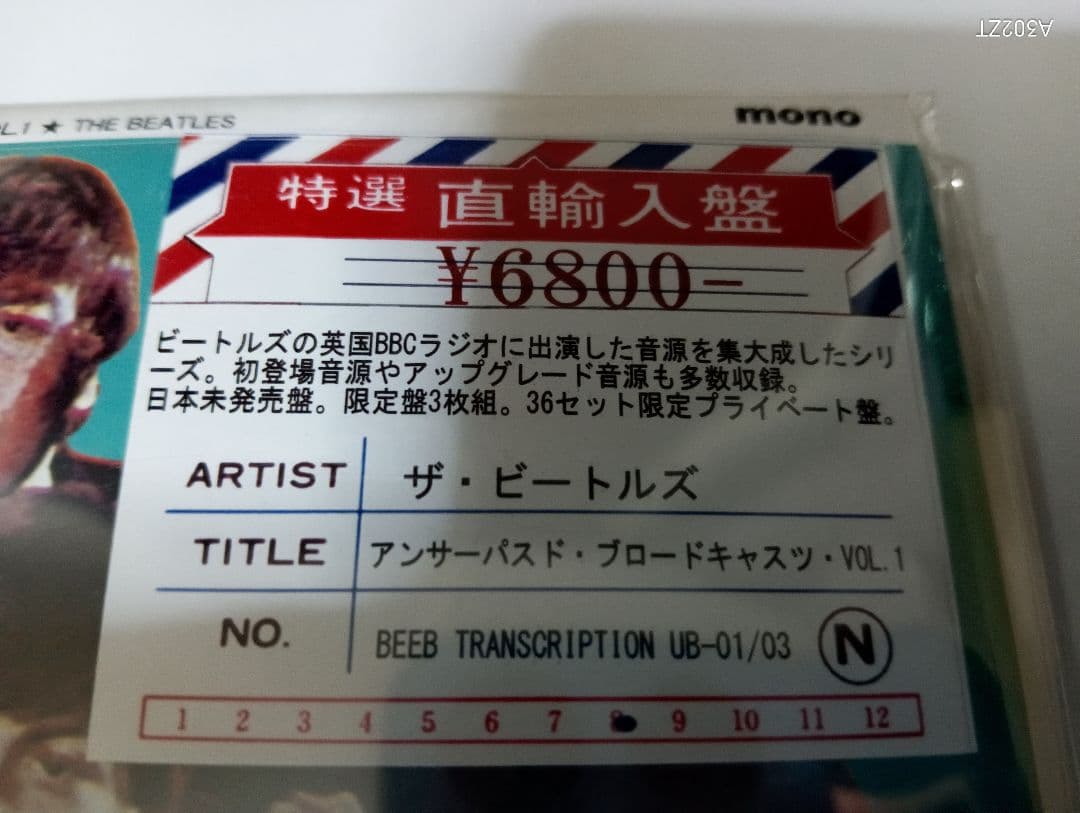 A302ZT
L1 ★ THE BEATLES
mono
特選 直輸入盤
¥6800-
ビートルズの英国BBCラジオに出演した音源を集大成したシリ
ーズ。初登場音源やアップグレード音源も多数収録。
日本未発売盤。限定盤3枚組。36セット限定プライベート盤。
ARTIST ザ・ビートルズ
TITLE アンサーパスド・ブロードキャスツ・VOL.1
NO. BEEB TRANSCRIPTION UB-01/03 N
1 2 3 4 5 6 7 8 9 10 11 12